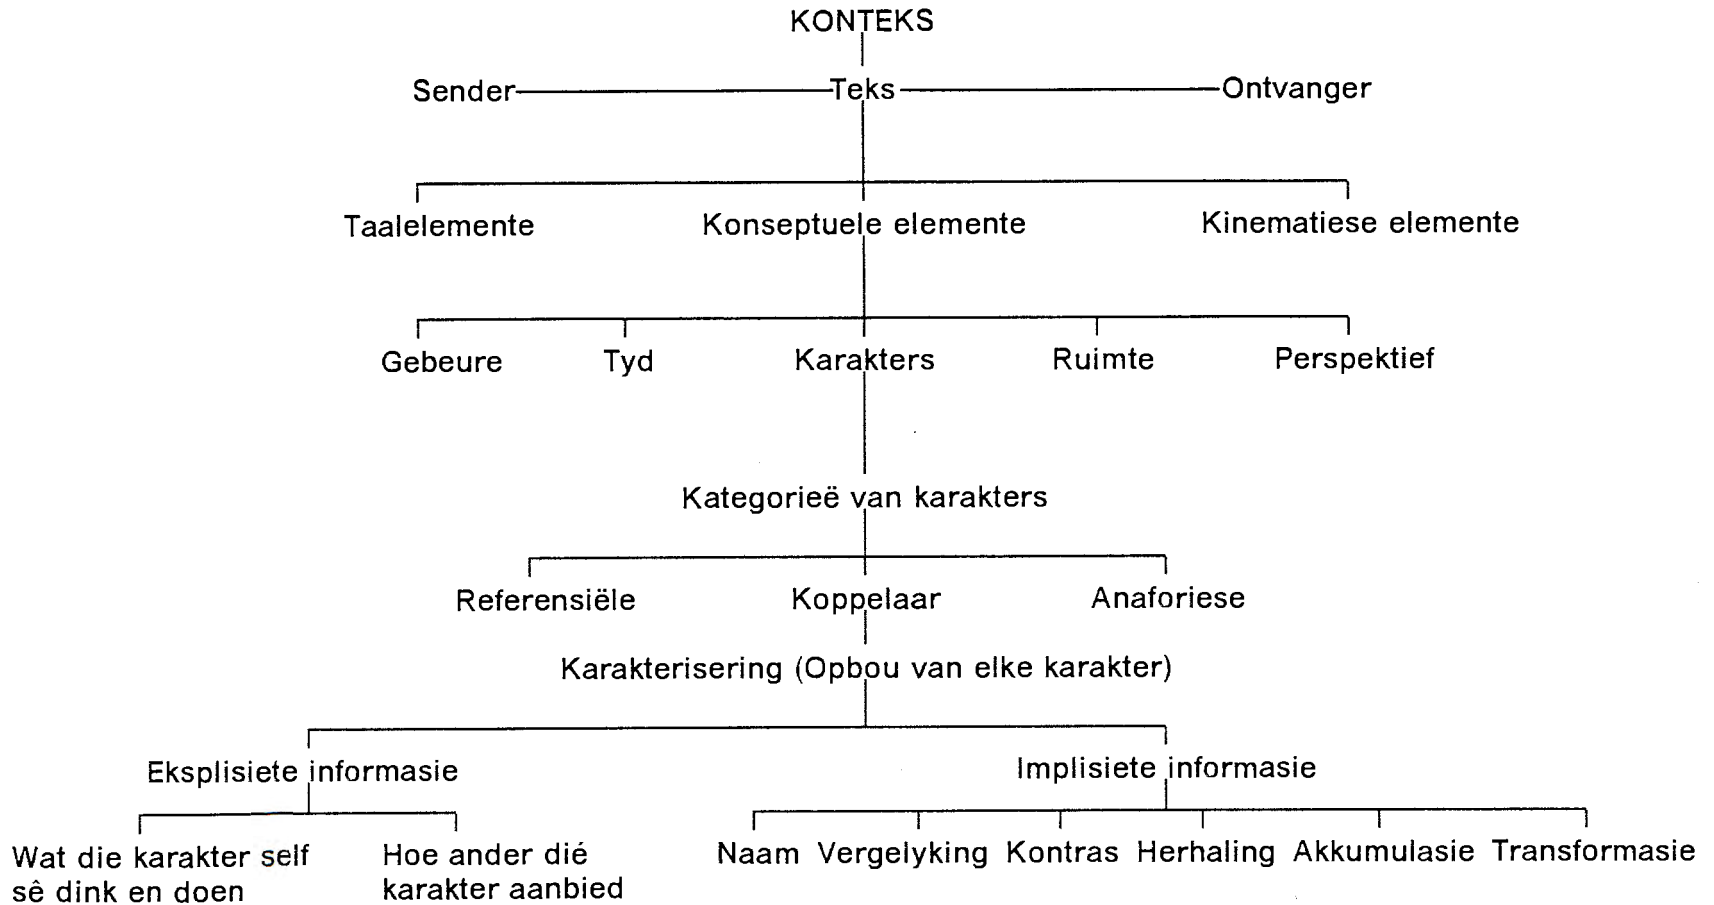 KONTEKS
Sender Teks Ontvanger
Taalelemente Konseptuele elemente Kinematiese elemente
Gebeure Tyd Karakters Ruimte Perspektief
Kategorieë van karakters
Referensiële Koppelaar Anaforiese
Karakterisering (Opbou van elke karakter)
Eksplisiete informasie Implisiete informasie
Wat die karakter self
sê dink en doen
Hoe ander dié
karakter aanbied
Naam Vergelyking Kontras Herhaling Akkumulasie Transformasie